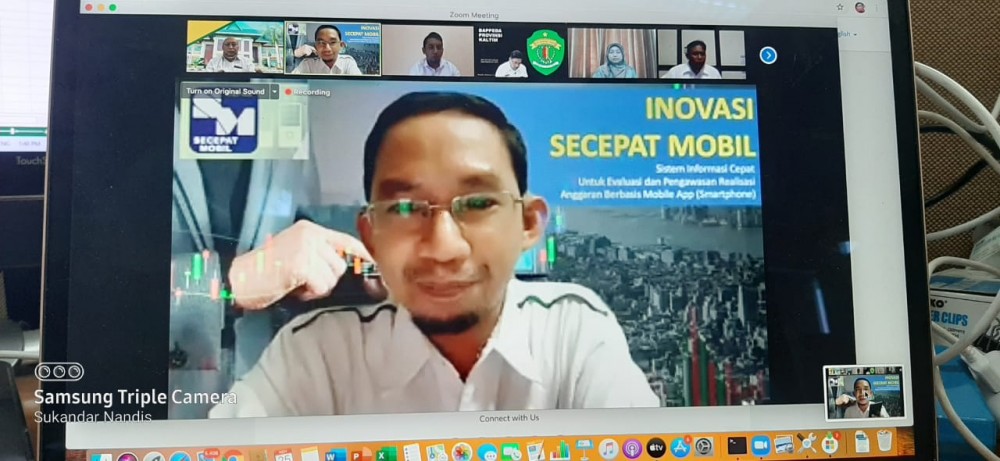 Zoom Meeting
INOVASI
SECEPAT MOBIL
BAPPEDA
PROVINSI
KALTIM
Turn on Original Sound
Recording
SECEPAT
MOBIL
INOVASI
SECEPAT MOBIL
Sistem Informasi Cepat
Untuk Evaluasi dan Pengawasan Realisasi
Anggaran Berbasis Mobile App (Smartphone)
Connect with Us
Samsung Triple Camera
Sukandar Nandis